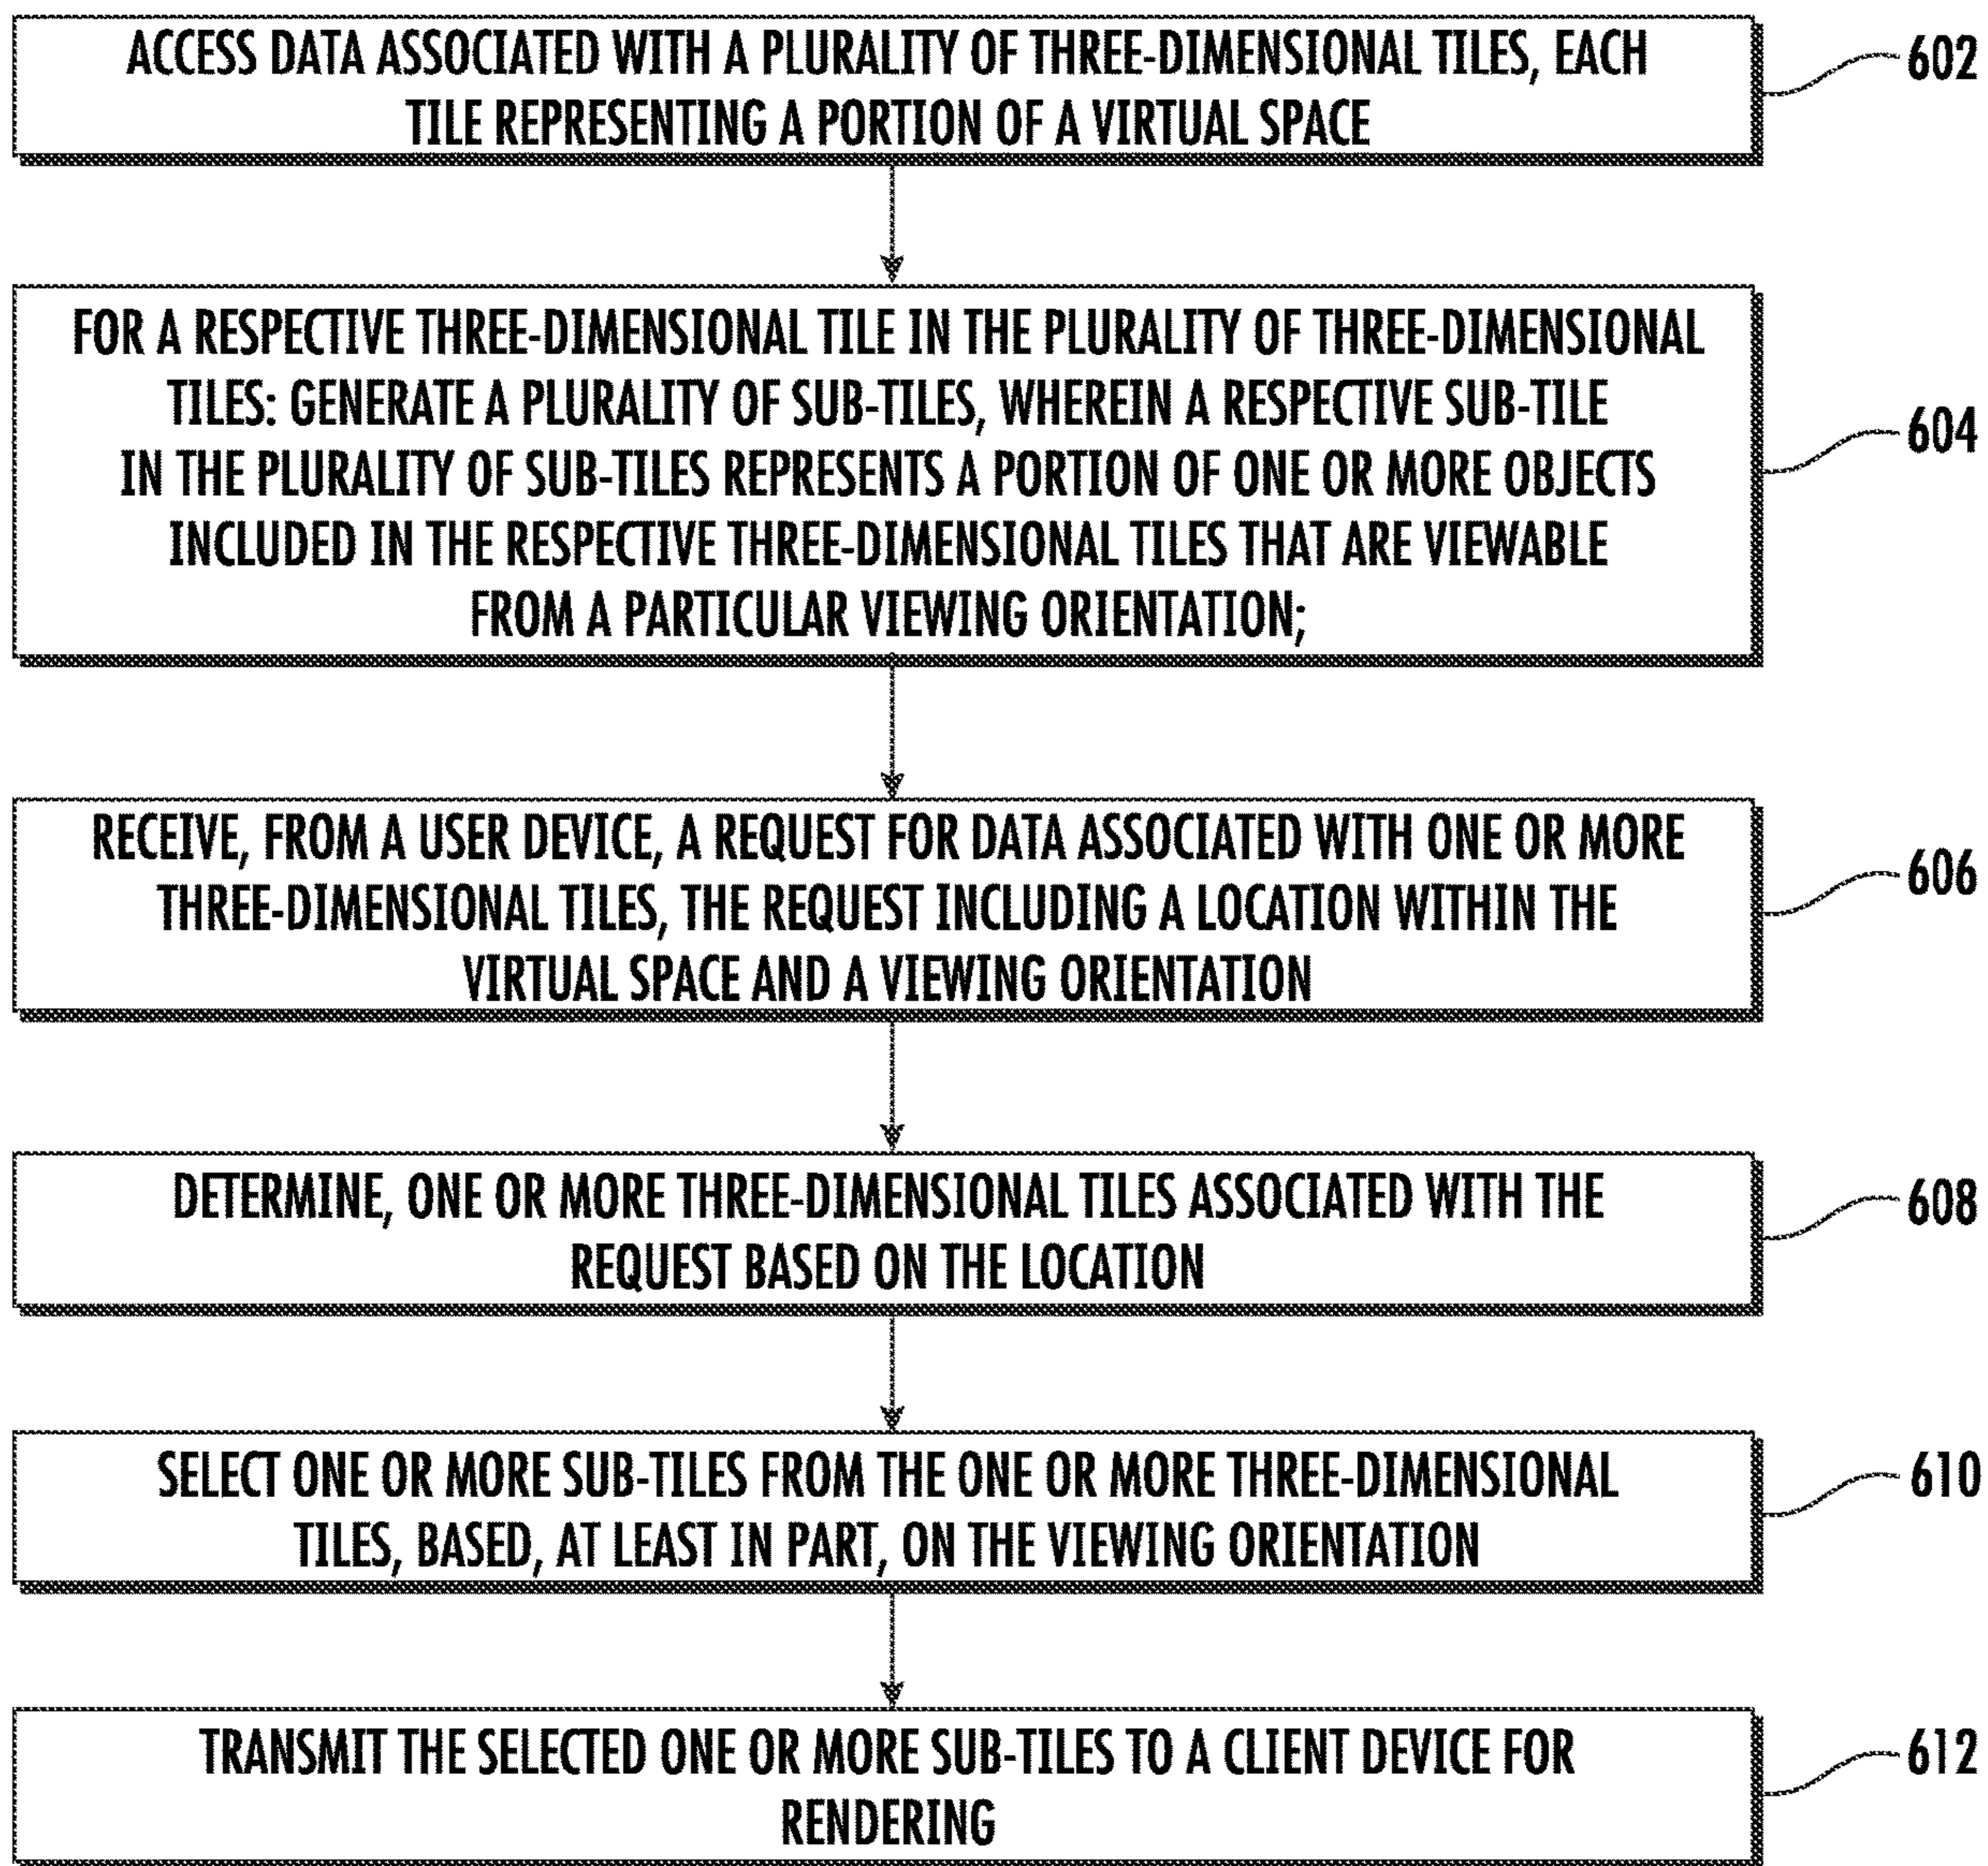 ACCESS DATA ASSOCIATED WITH A PLURALITY OF THREE-DIMENSIONAL TILES, EACH
TILE REPRESENTING A PORTION OF A VIRTUAL SPACE
602
FOR A RESPECTIVE THREE-DIMENSIONAL TILE IN THE PLURALITY OF THREE-DIMENSIONAL
TILES: GENERATE A PLURALITY OF SUB-TILES, WHEREIN A RESPECTIVE SUB-TILE
IN THE PLURALITY OF SUB-TILES REPRESENTS A PORTION OF ONE OR MORE OBJECTS
INCLUDED IN THE RESPECTIVE THREE-DIMENSIONAL TILES THAT ARE VIEWABLE
FROM A PARTICULAR VIEWING ORIENTATION;
604
RECEIVE, FROM A USER DEVICE, A REQUEST FOR DATA ASSOCIATED WITH ONE OR MORE
THREE-DIMENSIONAL TILES, THE REQUEST INCLUDING A LOCATION WITHIN THE
VIRTUAL SPACE AND A VIEWING ORIENTATION
606
DETERMINE, ONE OR MORE THREE-DIMENSIONAL TILES ASSOCIATED WITH THE
REQUEST BASED ON THE LOCATION
608
SELECT ONE OR MORE SUB-TILES FROM THE ONE OR MORE THREE-DIMENSIONAL
TILES, BASED, AT LEAST IN PART, ON THE VIEWING ORIENTATION
610
TRANSMIT THE SELECTED ONE OR MORE SUB-TILES TO A CLIENT DEVICE FOR
RENDERING
612